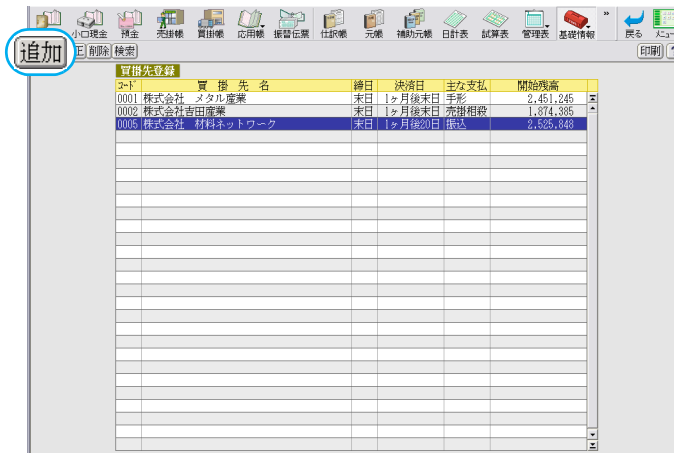 小口現金 預金 売掛帳 買掛帳 応用帳 振替伝票 仕訳帳 元帳 補助元帳 日計表 試算表 管理表 基礎情報 » 戻る メニュー
追加 正 削除 検索 印刷 ?
買掛先登録
コード 買掛先名 締日 決済日 主な支払 開始残高
0001 株式会社 メタル産業 末日 1ヶ月後末日 手形 2,451,245
0002 株式会社吉田産業 末日 1ヶ月後末日 売掛相殺 1,874,385
0005 株式会社 材料ネットワーク 末日 1ヶ月後20日 振込 2,525,848